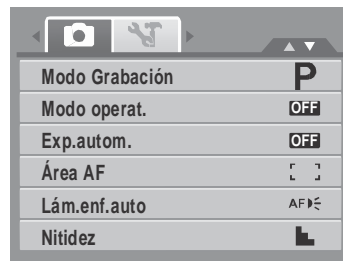 Modo Grabación P
Modo operat. OFF
Exp.autom. OFF
Área AF
Lám.enf.auto AF
Nitidez